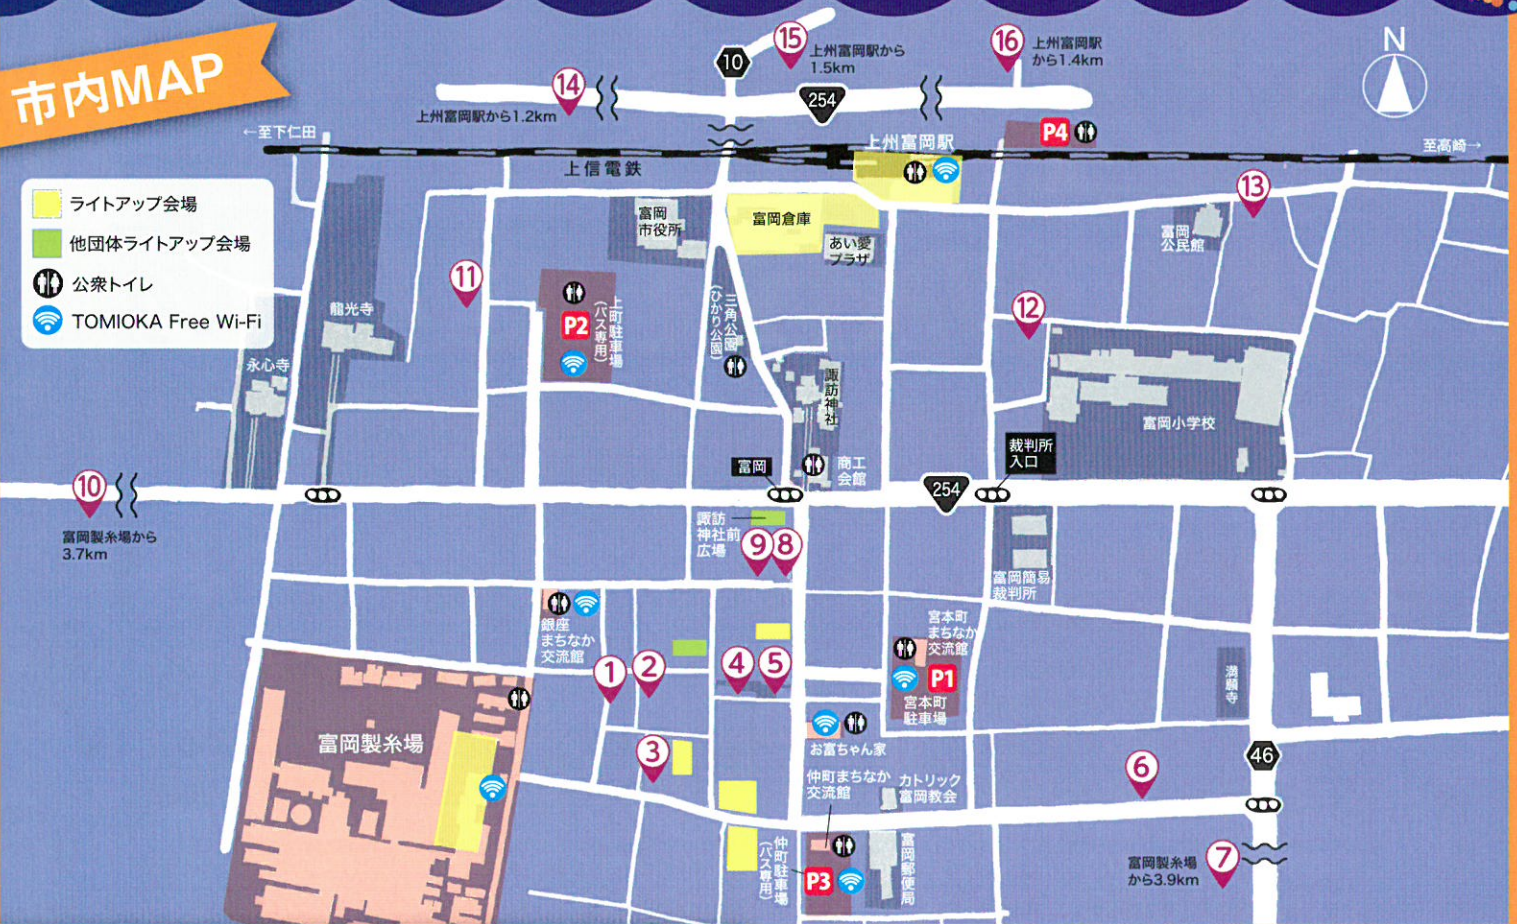 市内MAP
N
10
15
上州富岡駅から
1.5km
16
上州富岡駅
から1.4km
14
上州富岡駅から1.2km
254
←至下仁田
上信電鉄
上州富岡駅
P4
至高崎→
ライトアップ会場
他団体ライトアップ会場
公衆トイレ
TOMIOKA Free Wi-Fi
富岡
市役所
富岡倉庫
あい愛
プラザ
13
富岡
公民館
11
龍光寺
永心寺
P2
上町駐車場
(バス専用)
三角公園
(ひかり公園)
諏訪神社
12
富岡小学校
富岡
商工
会館
裁判所
入口
254
10
富岡製糸場から
3.7km
諏訪
神社前
広場
9
8
富岡簡易
裁判所
銀座
まちなか
交流館
宮本町
まちなか
交流館
P1
宮本町
駐車場
1
2
4
5
満願寺
富岡製糸場
3
お富ちゃん家
仲町まちなか
交流館
カトリック
富岡教会
6
46
仲町駐車場
(バス専用)
P3
富岡郵便局
富岡製糸場
から3.9km
7